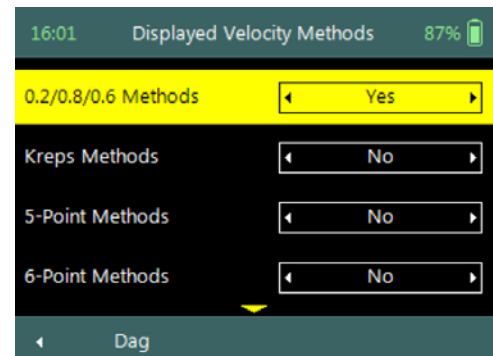 16:01 Displayed Velocity Methods 87%
0.2/0.8/0.6 Methods Yes
Kreps Methods No
5-Point Methods No
6-Point Methods No
Dag